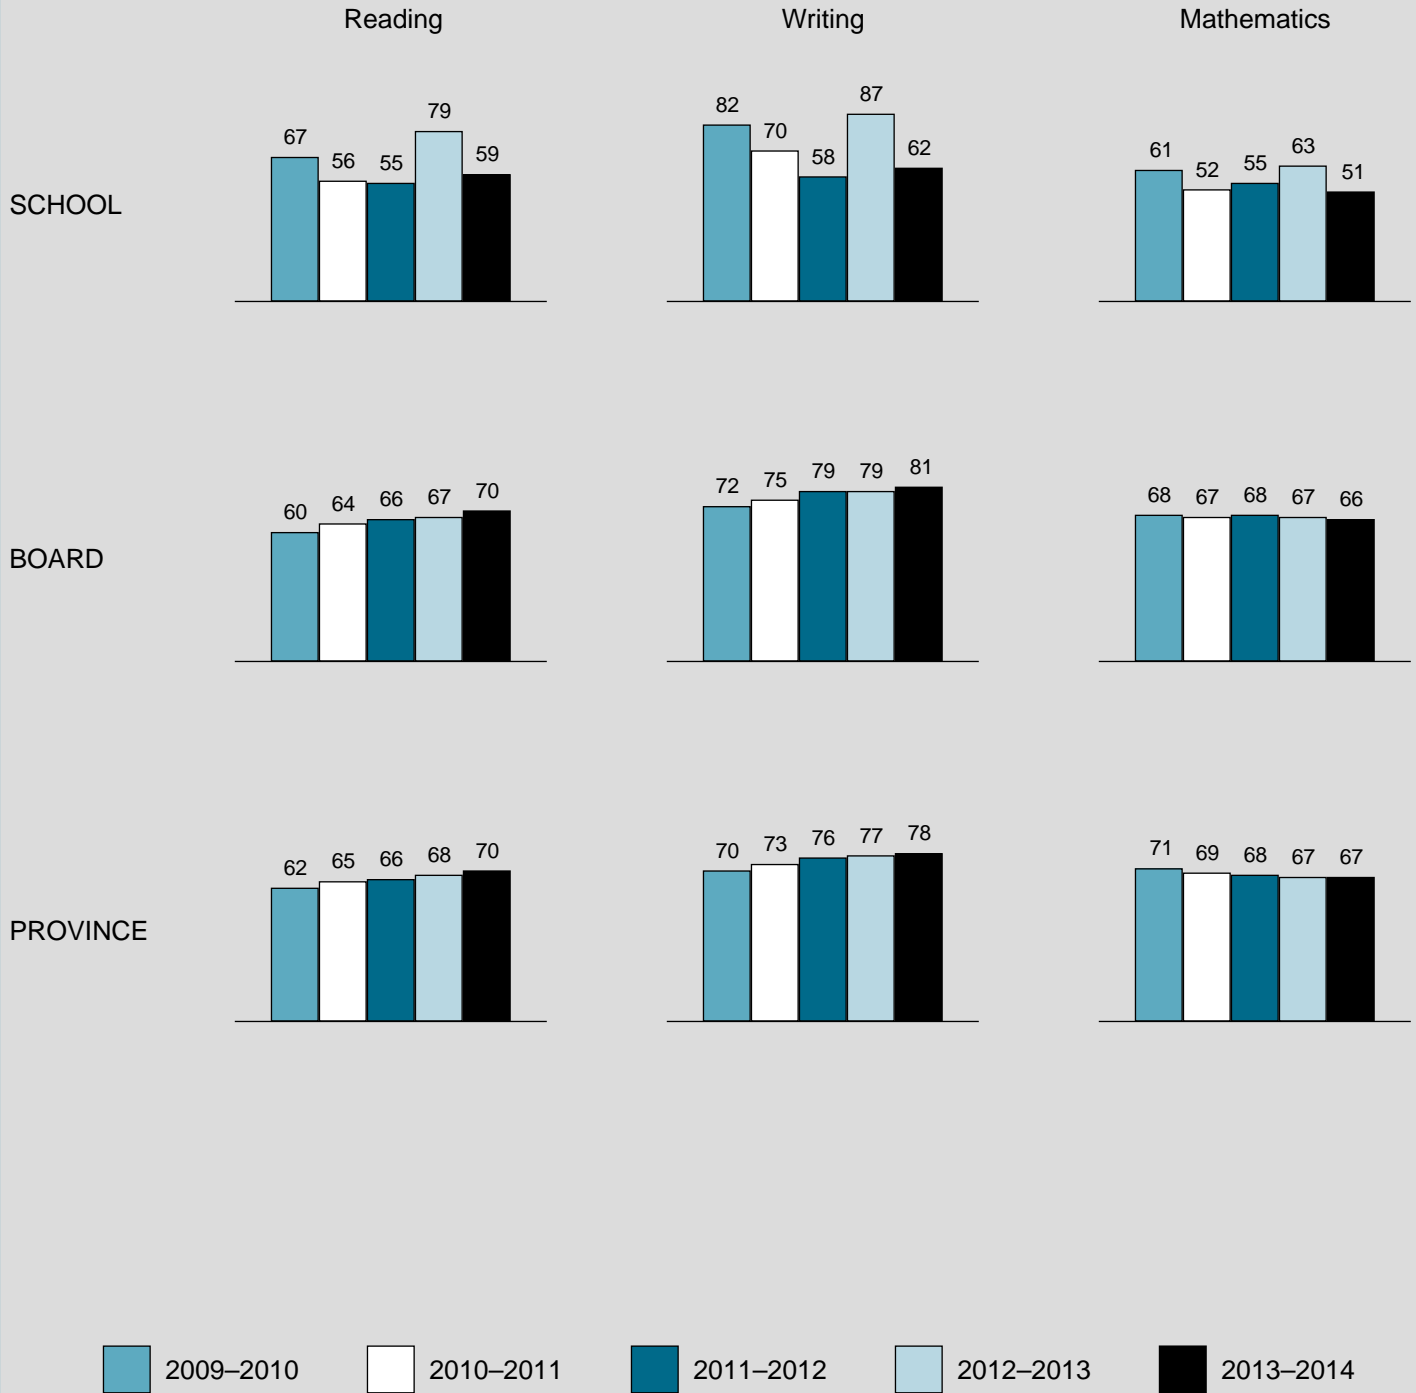 Reading Writing Mathematics
SCHOOL
67 56 55 79 59
82 70 58 87 62
61 52 55 63 51
BOARD
60 64 66 67 70
72 75 79 79 81
68 67 68 67 66
PROVINCE
62 65 66 68 70
70 73 76 77 78
71 69 68 67 67
2009–2010 2010–2011 2011–2012 2012–2013 2013–2014